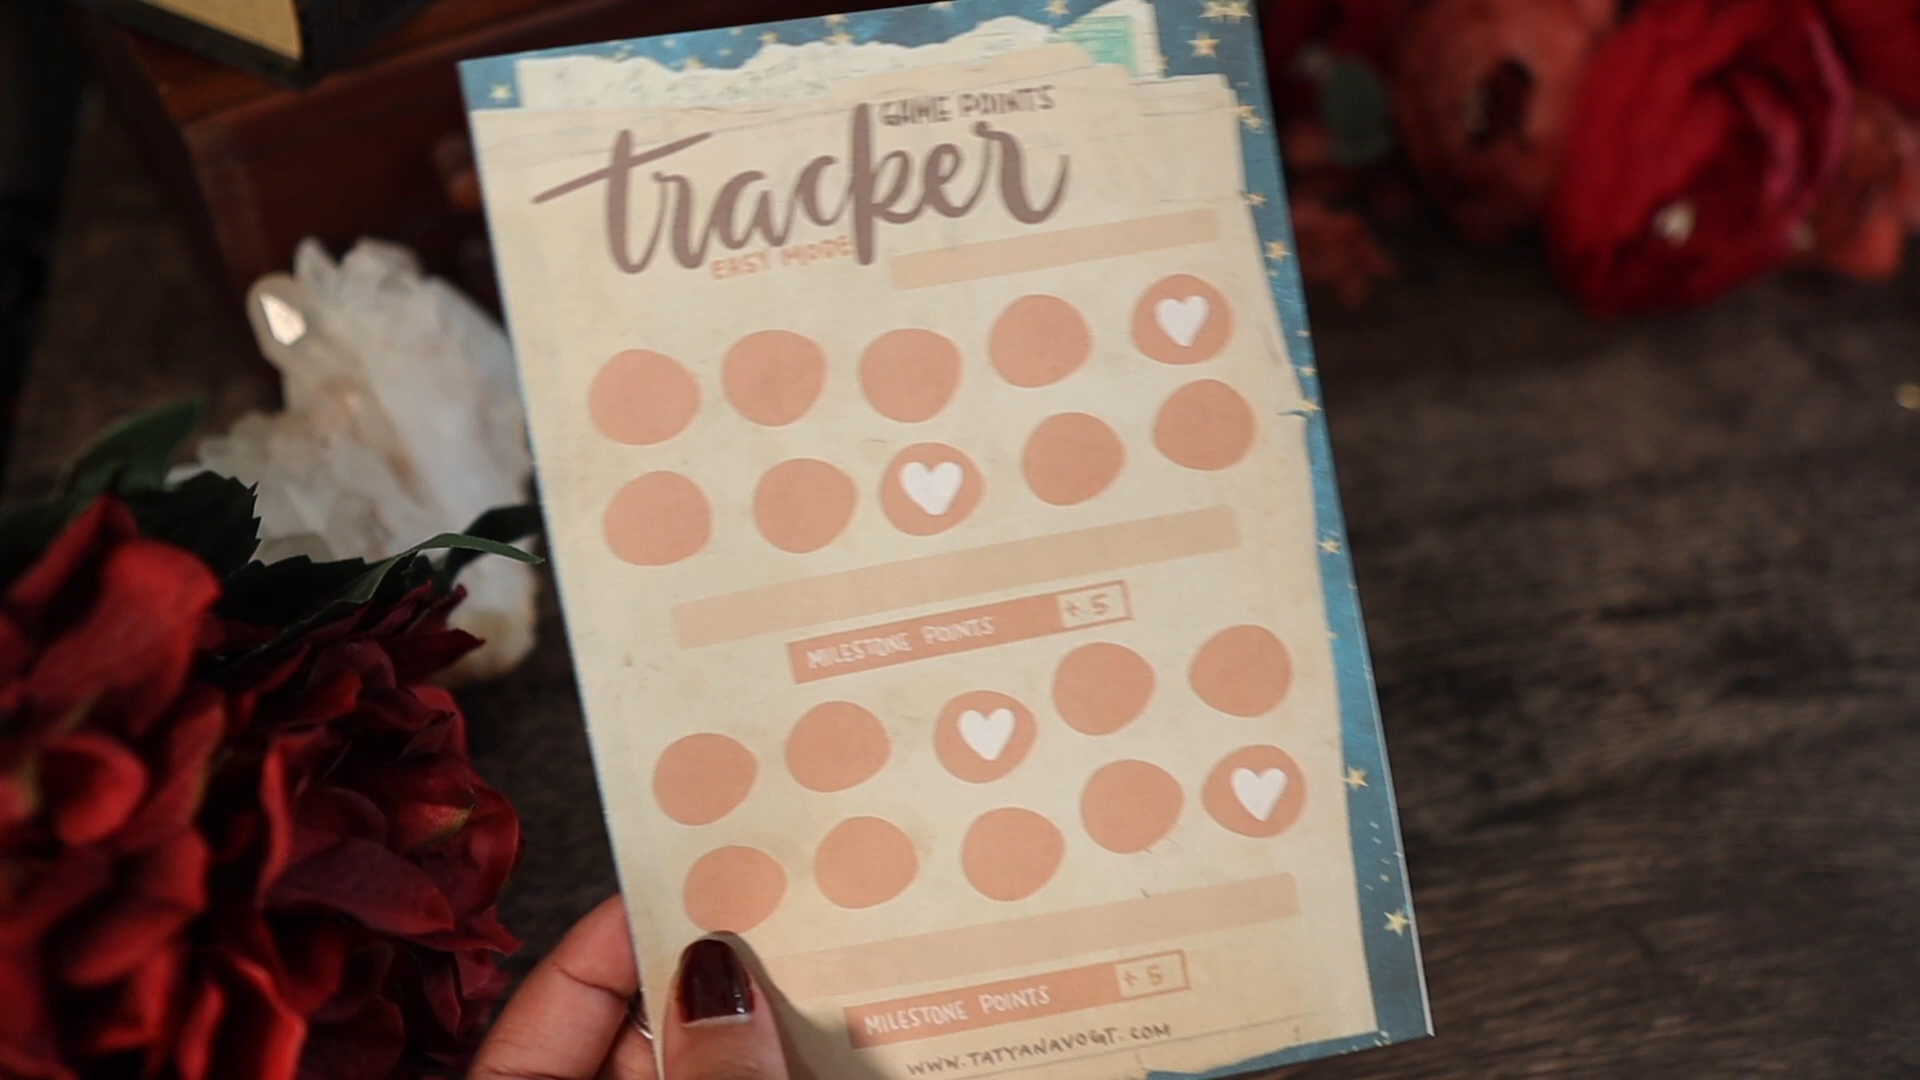 GAME POINTS
tracker
EASY MODE
MILESTONE POINTS +5
MILESTONE POINTS +5
WWW.TATYANAVOGT.COM